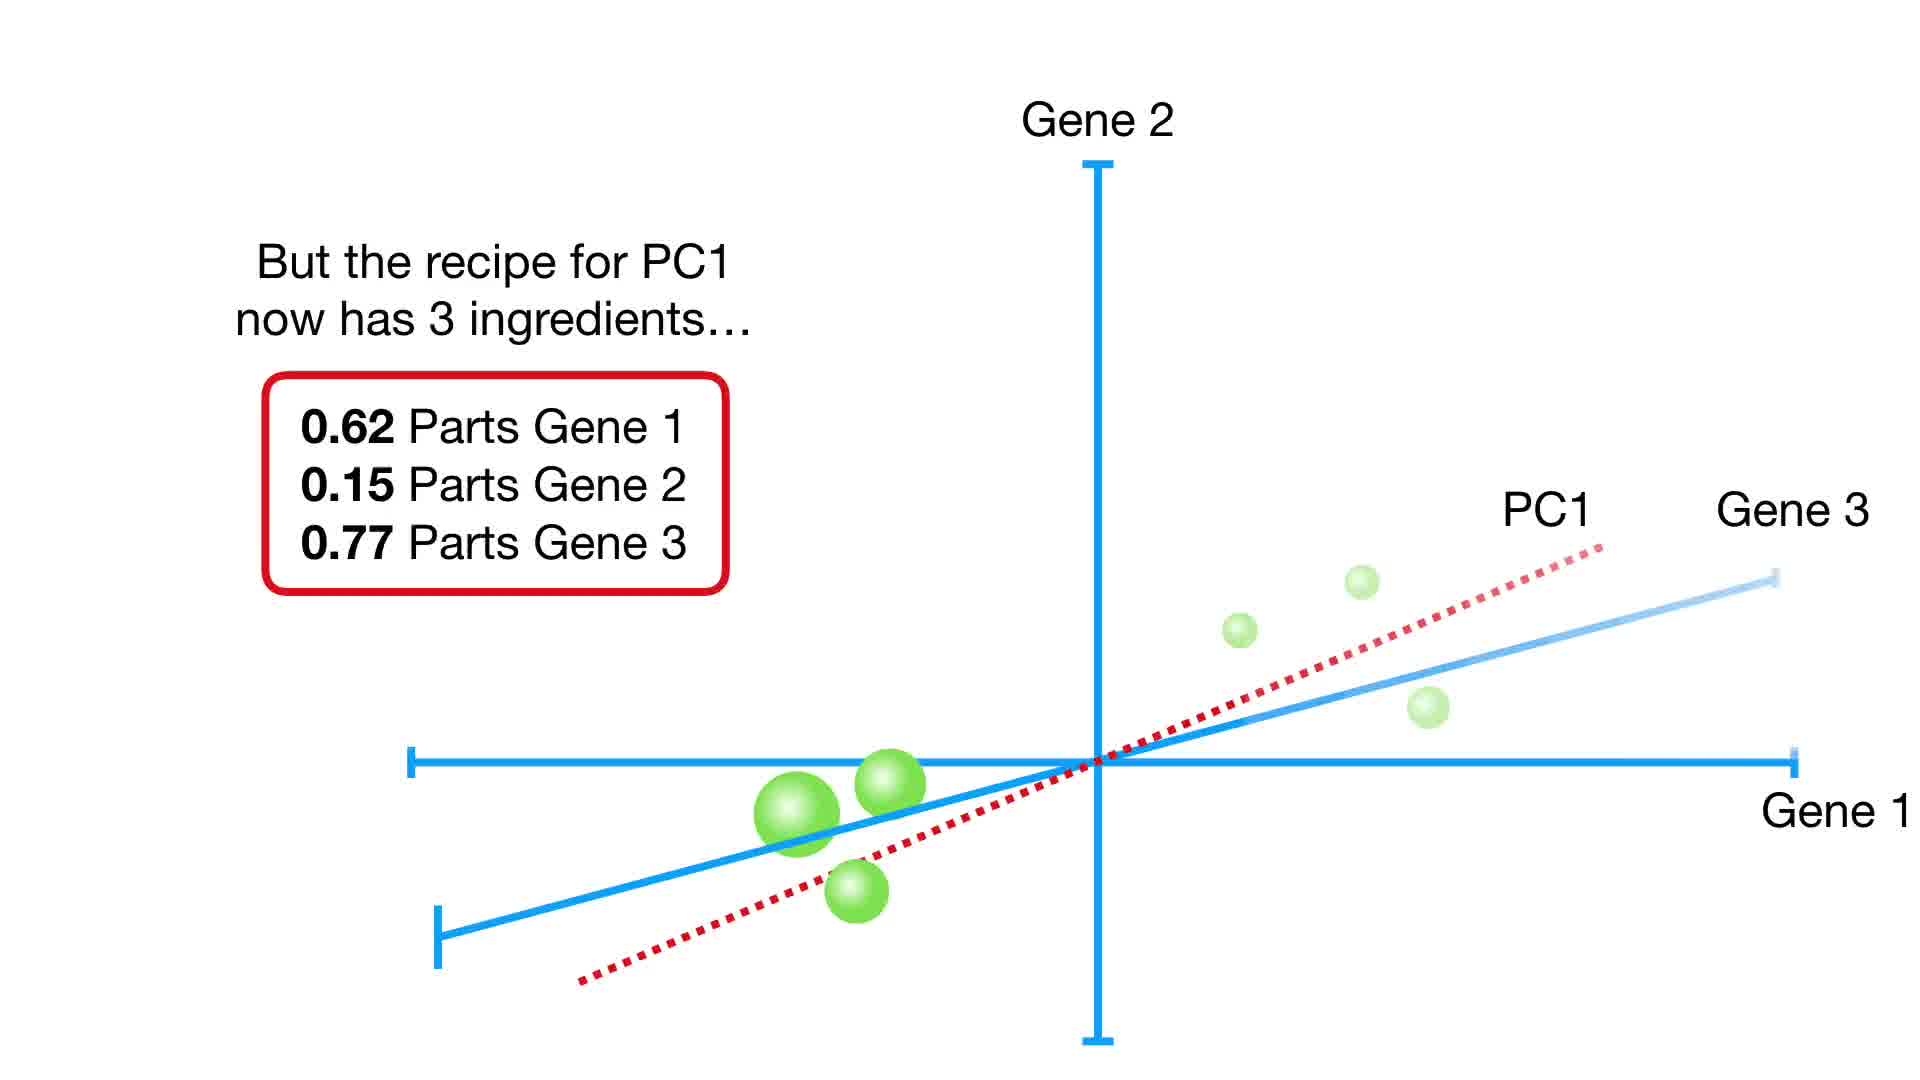 Gene 2
But the recipe for PC1
now has 3 ingredients…
0.62 Parts Gene 1
0.15 Parts Gene 2
0.77 Parts Gene 3
PC1
Gene 3
Gene 1